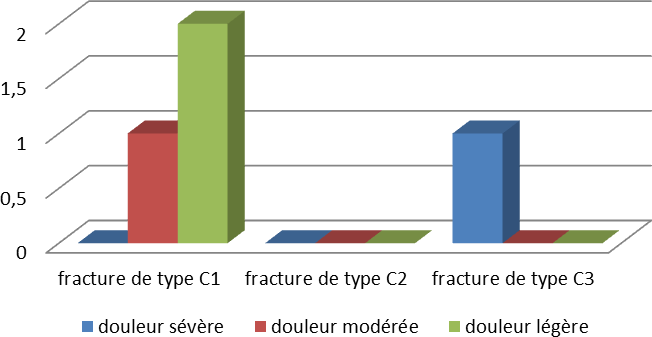 2
1,5
1
0,5
0
fracture de type C1 fracture de type C2 fracture de type C3
douleur sévère douleur modérée douleur légère